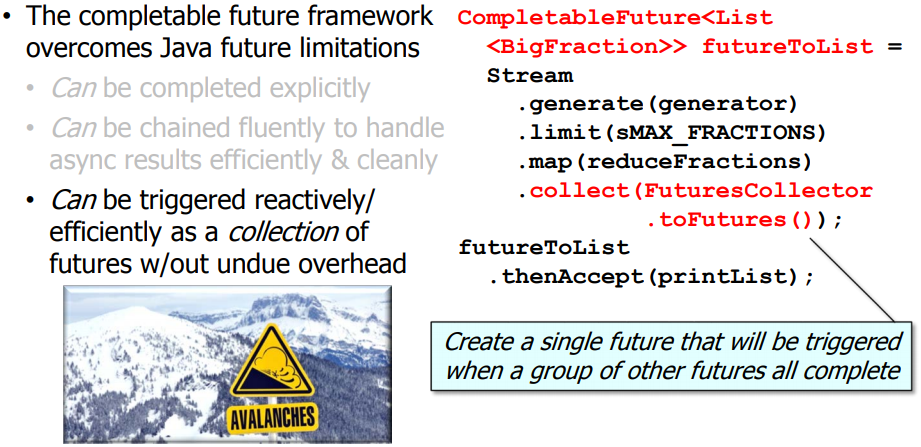 • The completable future framework
overcomes Java future limitations
• Can be completed explicitly
• Can be chained fluently to handle
async results efficiently & cleanly
• Can be triggered reactively/
efficiently as a collection of
futures w/out undue overhead
AVALANCHES
CompletableFuture<List
<BigFraction>> futureToList =
Stream
.generate(generator)
.limit(sMAX_FRACTIONS)
.map(reduceFractions)
.collect(FuturesCollector
.toFutures());
futureToList
.thenAccept(printList);
Create a single future that will be triggered
when a group of other futures all complete